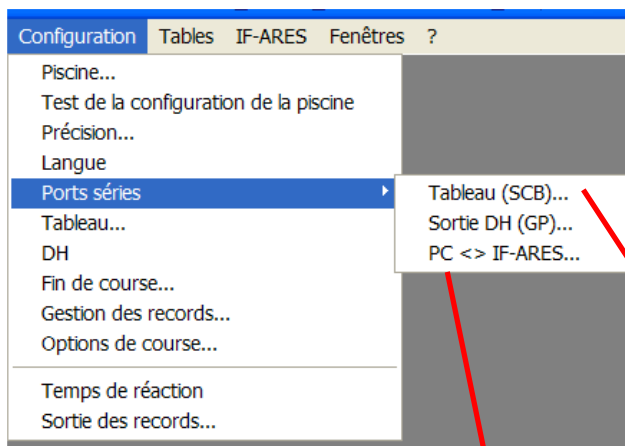 Configuration Tables IF-ARES Fenêtres ?
Piscine...
Test de la configuration de la piscine
Précision...
Langue
Ports séries
Tableau (SCB)...
Sortie DH (GP)...
PC <> IF-ARES...
Tableau...
DH
Fin de course...
Gestion des records...
Options de course...
Temps de réaction
Sortie des records...